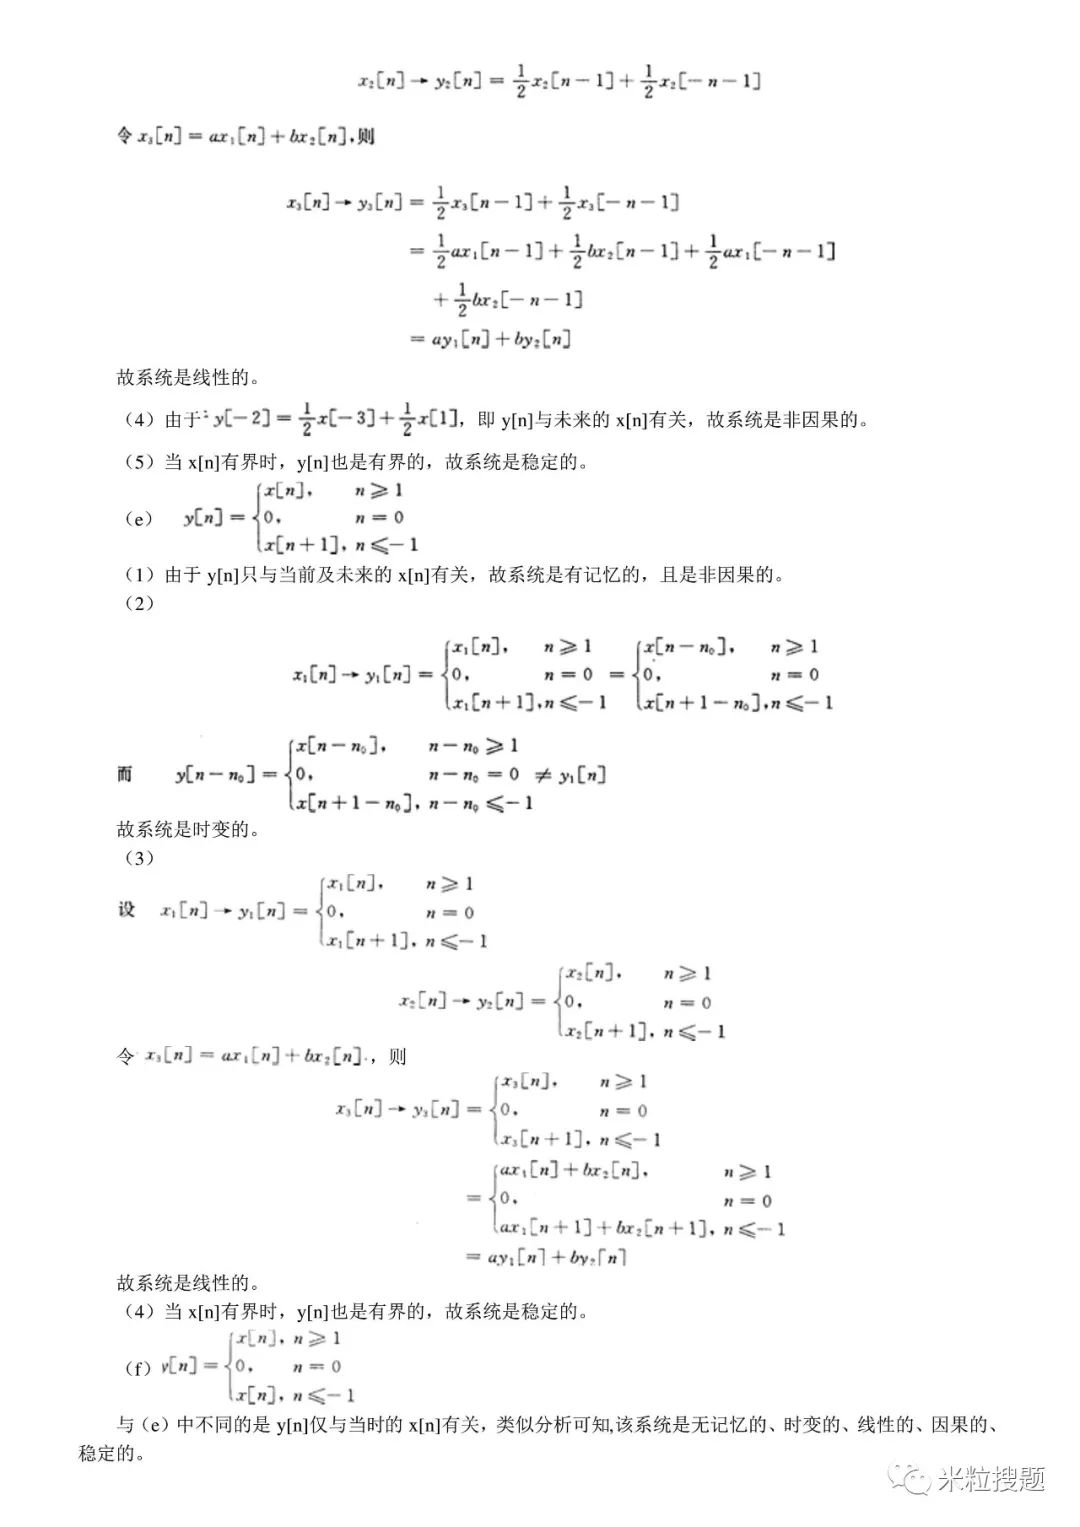 x₂[n]→y₂[n]=½x₂[n−1]+½x₂[−n−1]
令x₃[n]=ax₁[n]+bx₂[n],则
x₃[n]→y₃[n]=½x₃[n−1]+½x₃[−n−1]
=½ax₁[n−1]+½bx₂[n−1]+½ax₁[−n−1]
+½bx₂[−n−1]
=ay₁[n]+by₂[n]
故系统是线性的。
（4）由于 y[−2]=½x[−3]+½x[1]，即 y[n]与未来的 x[n]有关，故系统是非因果的。
（5）当 x[n]有界时，y[n]也是有界的，故系统是稳定的。
x[n], n⩾1
（e） y[n]={0, n=0
x[n+1], n⩽−1
（1）由于 y[n]只与当前及未来的 x[n]有关，故系统是有记忆的，且是非因果的。
（2）
x₁[n], n⩾1 x[n−n₀], n⩾1
x₁[n]→y₁[n]={0, n=0 ={0, n=0
x₁[n+1],n⩽−1 x[n+1−n₀],n⩽−1
x[n−n₀], n−n₀⩾1
而 y[n−n₀]={0, n−n₀=0 ≠y₁[n]
x[n+1−n₀], n−n₀⩽−1
故系统是时变的。
（3）
x₁[n], n⩾1
设 x₁[n]→y₁[n]={0, n=0
x₁[n+1], n⩽−1
x₂[n], n⩾1
x₂[n]→y₂[n]={0, n=0
x₂[n+1], n⩽−1
令 x₃[n]=ax₁[n]+bx₂[n]，则
x₃[n], n⩾1
x₃[n]→y₃[n]={0, n=0
x₃[n+1], n⩽−1
ax₁[n]+bx₂[n], n⩾1
={0, n=0
ax₁[n+1]+bx₂[n+1], n⩽−1
=ay₁[n]+by₂[n]
故系统是线性的。
（4）当 x[n]有界时，y[n]也是有界的，故系统是稳定的。
x[n], n⩾1
（f）y[n]={0, n=0
x[n], n⩽−1
与（e）中不同的是 y[n]仅与当时的 x[n]有关，类似分析可知,该系统是无记忆的、时变的、线性的、因果的、
稳定的。
米粒搜题